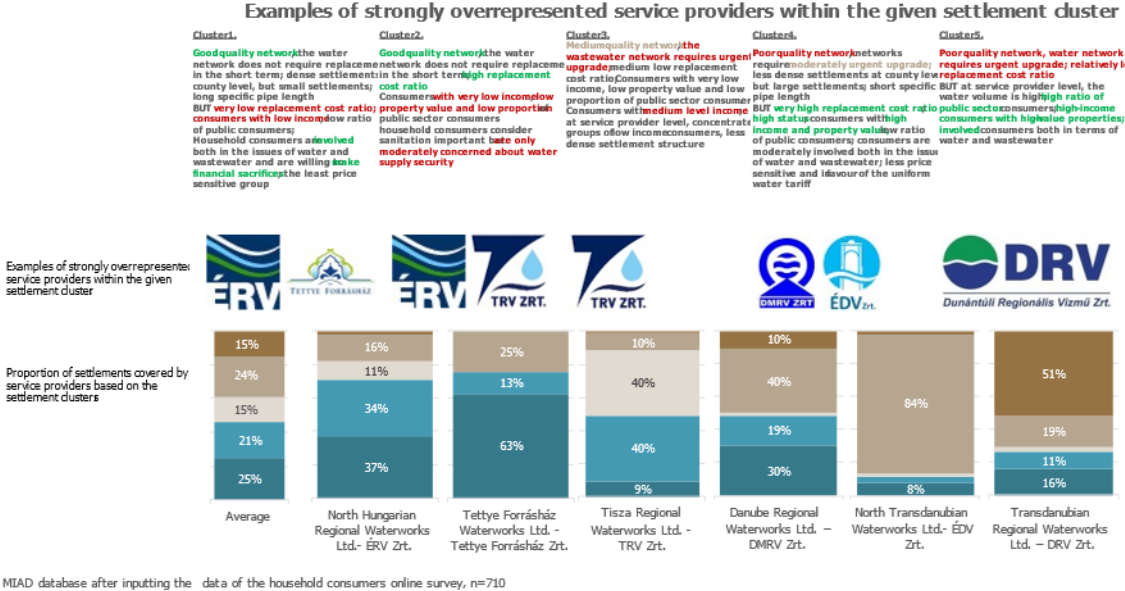 Examples of strongly overrepresented service providers within the given settlement cluster
Cluster1.
Goodquality network/the water
network does not require replaceme
in the short term; dense settlement:
county level, but small settlements;
long specific pipe length
BUT very low replacement cost ratio;
consumers with low income, low ratio
of public consumers;
Household consumers are involved
both in the issues of water and
wastewater and are willing to make
financial sacrifices; the least price
sensitive group
Cluster2.
Goodquality network/the water
network does not require replaceme
in the short term; high replacement
cost ratio
Consumers with very low income, low
property value and low proportion of
public sector consumers
household consumers consider
sanitation important but are only
moderately concerned about water
supply security
Cluster3.
Mediumquality network, the
wastewater network requires urgent
upgrade; medium low replacement
cost ratio; Consumers with very low
income, low property value and low
proportion of public sector consumer
Consumers with medium level income,
at service provider level, concentrate
groups of low income consumers, less
dense settlement structure
Cluster4.
Poorquality network/networks
require moderately urgent upgrade;
less dense settlements at county lev
but large settlements; short specific
pipe length
BUT very high replacement cost ratio;
high status consumers with high
income and property value, low ratio
of public consumers; consumers are
moderately involved both in the issue
of water and wastewater; less price
sensitive and in favour of the uniform
water tariff
Cluster5.
Poorquality network, water network
requires urgent upgrade; relatively l
replacement cost ratio
BUT at service provider level, the
water volume is high; high ratio of
public sector consumers; high-income
consumers with high-value properties;
involved consumers both in terms of
water and wastewater
Examples of strongly overrepresente
service providers within the given
settlement cluster
ÉRV
TETTYE FORRÁSHÁZ
ÉRV
TRV ZRT.
TRV ZRT.
DMRV ZRT
ÉDV Zrt.
DRV
Dunántúli Regionális Vízmű Zrt.
Proportion of settlements covered by
service providers based on the
settlement clusters
15%
24%
15%
21%
25%
16%
11%
34%
37%
25%
13%
63%
10%
40%
40%
9%
10%
40%
19%
30%
84%
8%
51%
19%
11%
16%
Average
North Hungarian
Regional Waterworks
Ltd.- ÉRV Zrt.
Tettye Forrásház
Waterworks Ltd. -
Tettye Forrásház Zrt.
Tisza Regional
Waterworks Ltd. -
TRV Zrt.
Danube Regional
Waterworks Ltd. –
DMRV Zrt.
North Transdanubian
Waterworks Ltd.- ÉDV
Zrt.
Transdanubian
Regional Waterworks
Ltd. – DRV Zrt.
MIAD database after inputting the data of the household consumers online survey, n=710